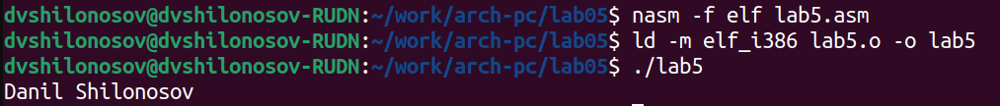 dvshilonosov@dvshilonosov-RUDN:~/work/arch-pc/lab05$ nasm -f elf lab5.asm
dvshilonosov@dvshilonosov-RUDN:~/work/arch-pc/lab05$ ld -m elf_i386 lab5.o -o lab5
dvshilonosov@dvshilonosov-RUDN:~/work/arch-pc/lab05$ ./lab5
Danil Shilonosov